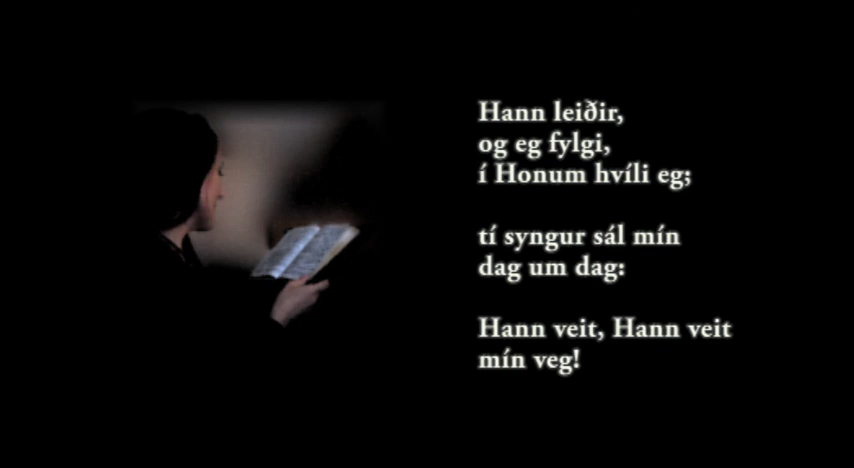 Hann leiðir,
og eg fylgi,
í Honum hvíli eg;
tí syngur sál mín
dag um dag:
Hann veit, Hann veit
mín veg!